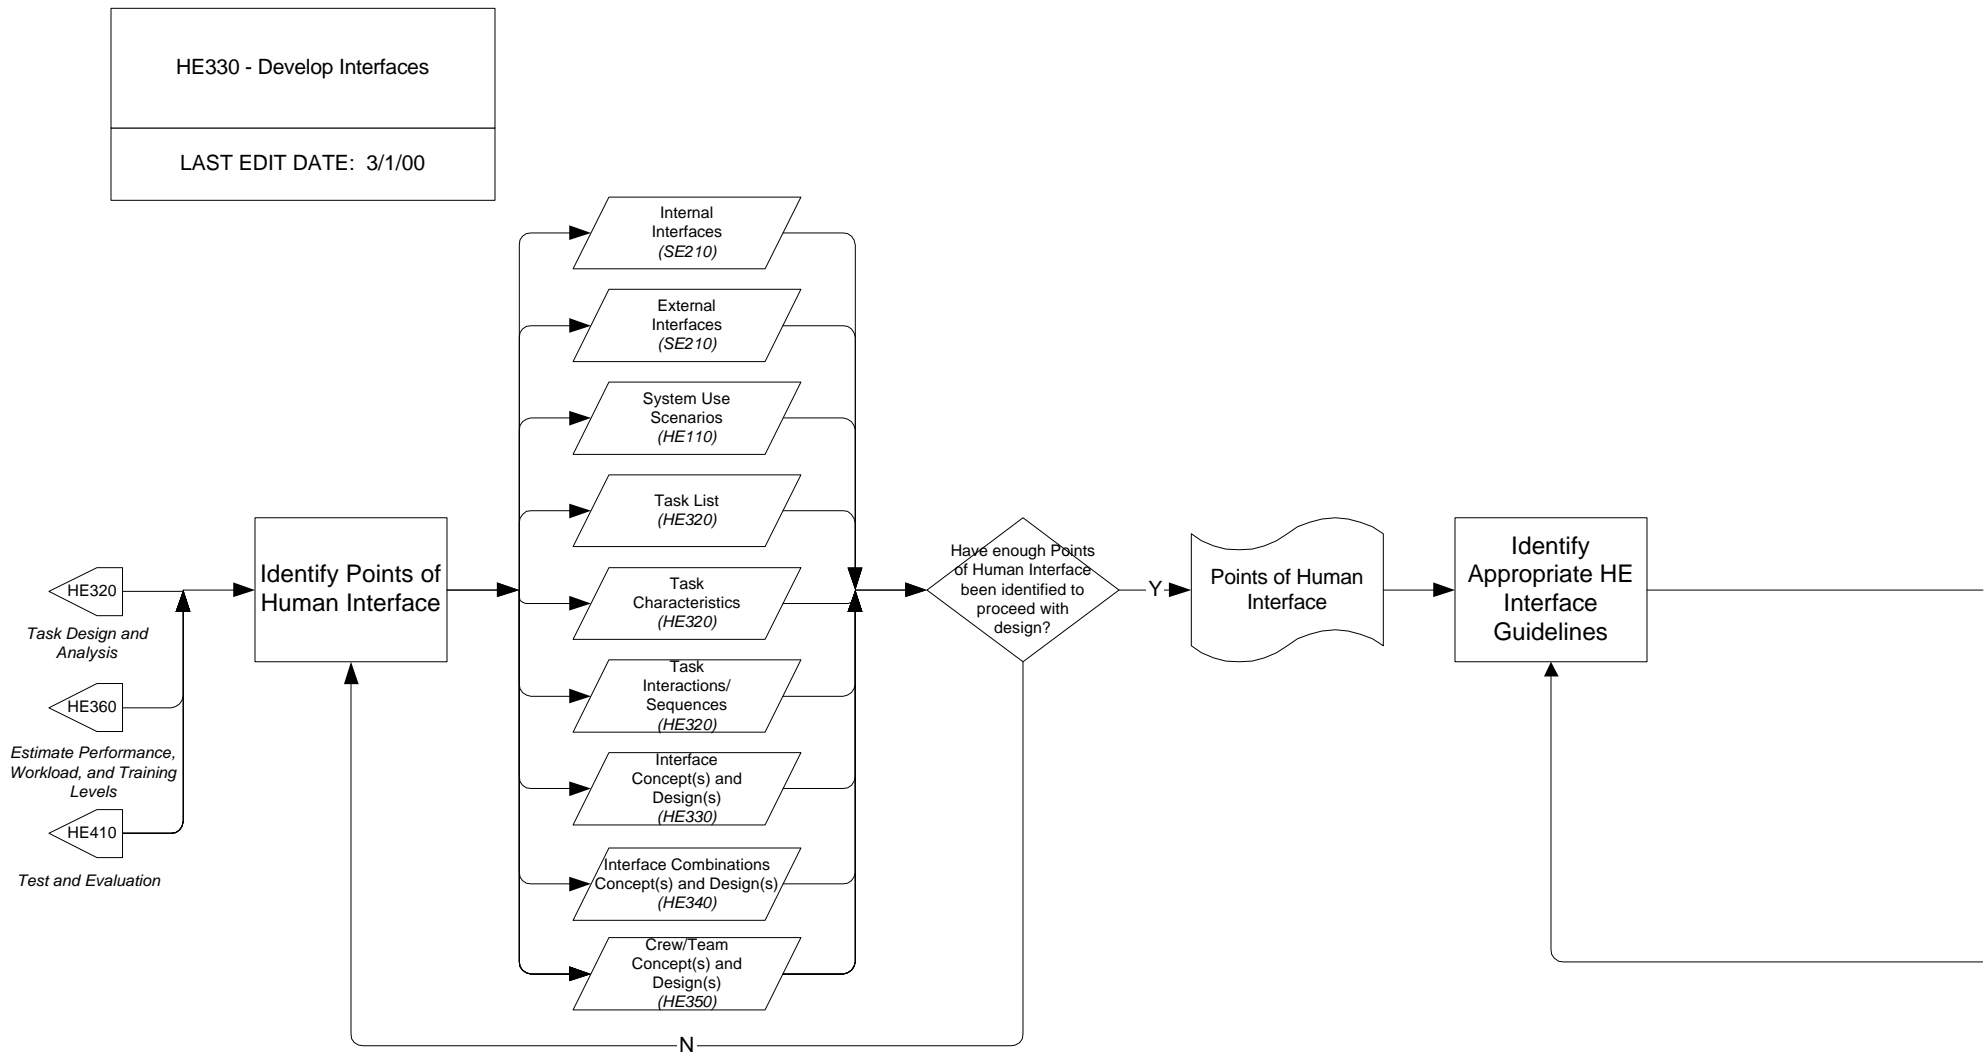 HE330 - Develop Interfaces
LAST EDIT DATE:  3/1/00
HE320
Task Design and
Analysis
HE360
Estimate Performance,
Workload, and Training
Levels
HE410
Test and Evaluation
Identify Points of
Human Interface
Internal
Interfaces
(SE210)
External
Interfaces
(SE210)
System Use
Scenarios
(HE110)
Task List
(HE320)
Task
Characteristics
(HE320)
Task
Interactions/
Sequences
(HE320)
Interface
Concept(s) and
Design(s)
(HE330)
Interface Combinations
Concept(s) and Design(s)
(HE340)
Crew/Team
Concept(s) and
Design(s)
(HE350)
Have enough Points
of Human Interface
been identified to
proceed with
design?
Y
N
Points of Human
Interface
Identify
Appropriate HE
Interface
Guidelines